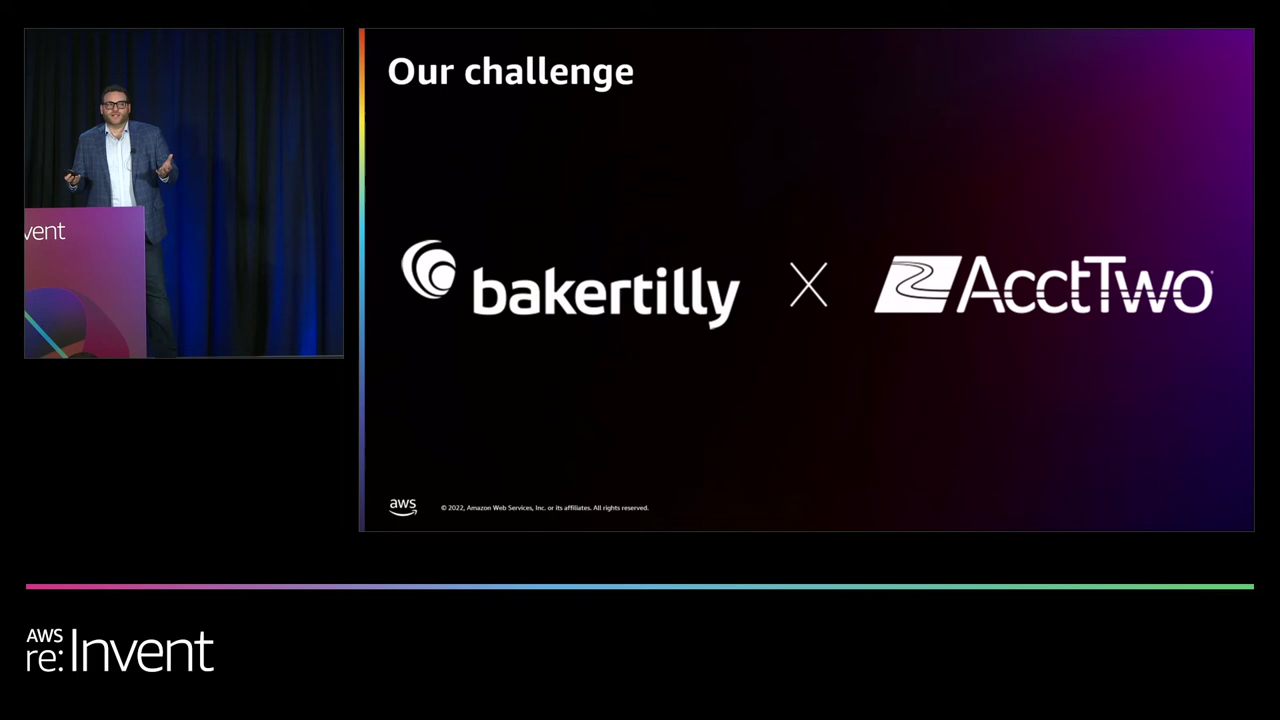 Our challenge
bakertilly
AcctTwo
aws
© 2022, Amazon Web Services, Inc. or its affiliates. All rights reserved.
vent
AWS
re:Invent